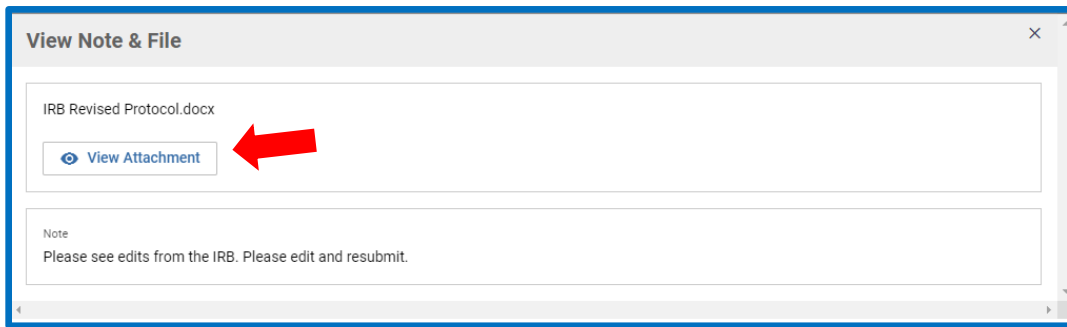 View Note & File
IRB Revised Protocol.docx
View Attachment
Note
Please see edits from the IRB. Please edit and resubmit.